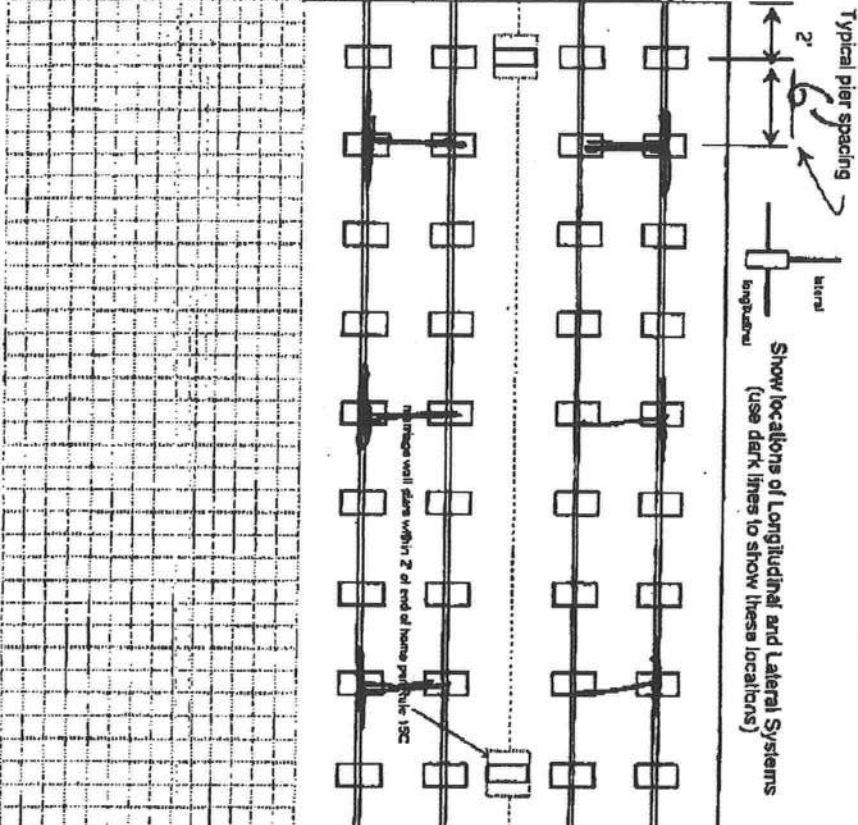 Typical pier spacing
2'
6'
lateral
longitudinal
Show locations of Longitudinal and Lateral Systems
(use dark lines to show these locations)
marriage wall piers within 2' of end of home per Rule 15C